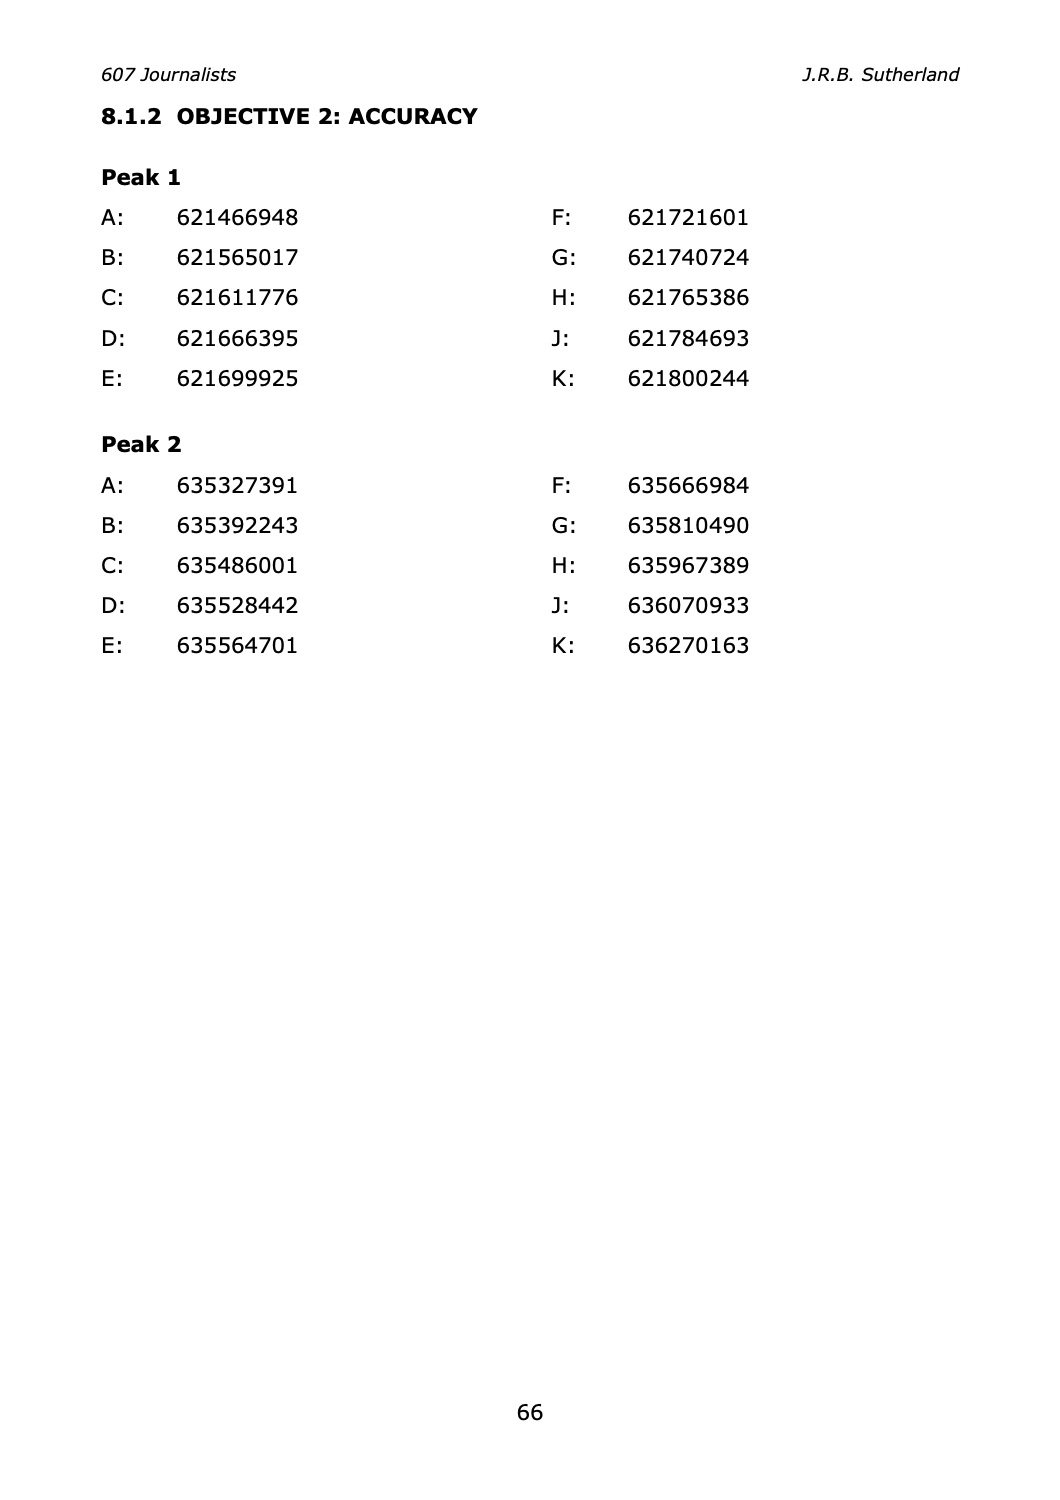 607 Journalists J.R.B. Sutherland
8.1.2 OBJECTIVE 2: ACCURACY
Peak 1
A: 621466948 F: 621721601
B: 621565017 G: 621740724
C: 621611776 H: 621765386
D: 621666395 J: 621784693
E: 621699925 K: 621800244
Peak 2
A: 635327391 F: 635666984
B: 635392243 G: 635810490
C: 635486001 H: 635967389
D: 635528442 J: 636070933
E: 635564701 K: 636270163
66